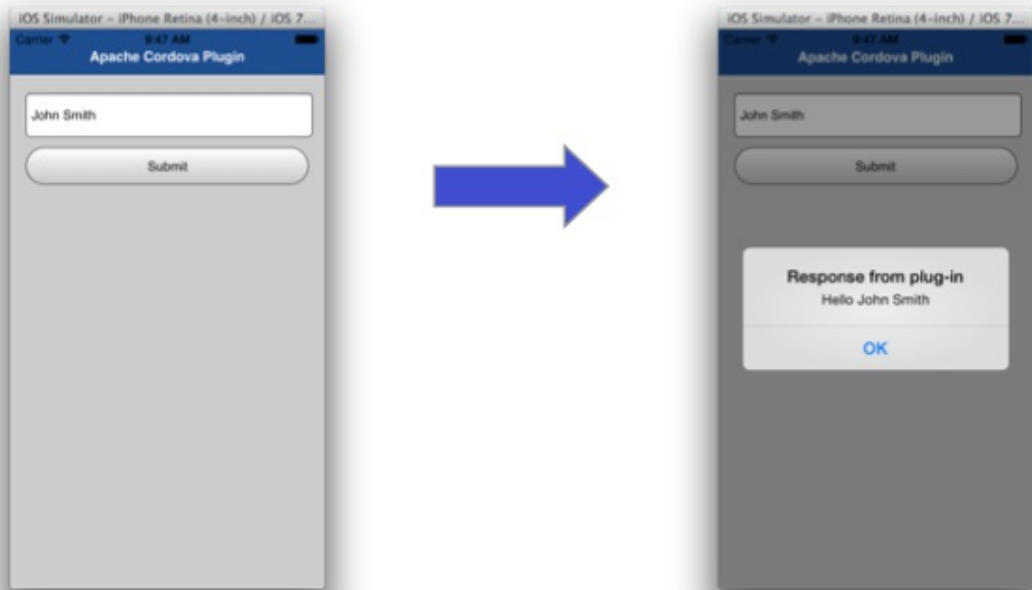 iOS Simulator - iPhone Retina (4-inch) / iOS 7...
Carrier 9:47 AM
Apache Cordova Plugin
John Smith
Submit
iOS Simulator - iPhone Retina (4-inch) / iOS 7...
Carrier 9:47 AM
Apache Cordova Plugin
John Smith
Submit
Response from plug-in
Hello John Smith
OK